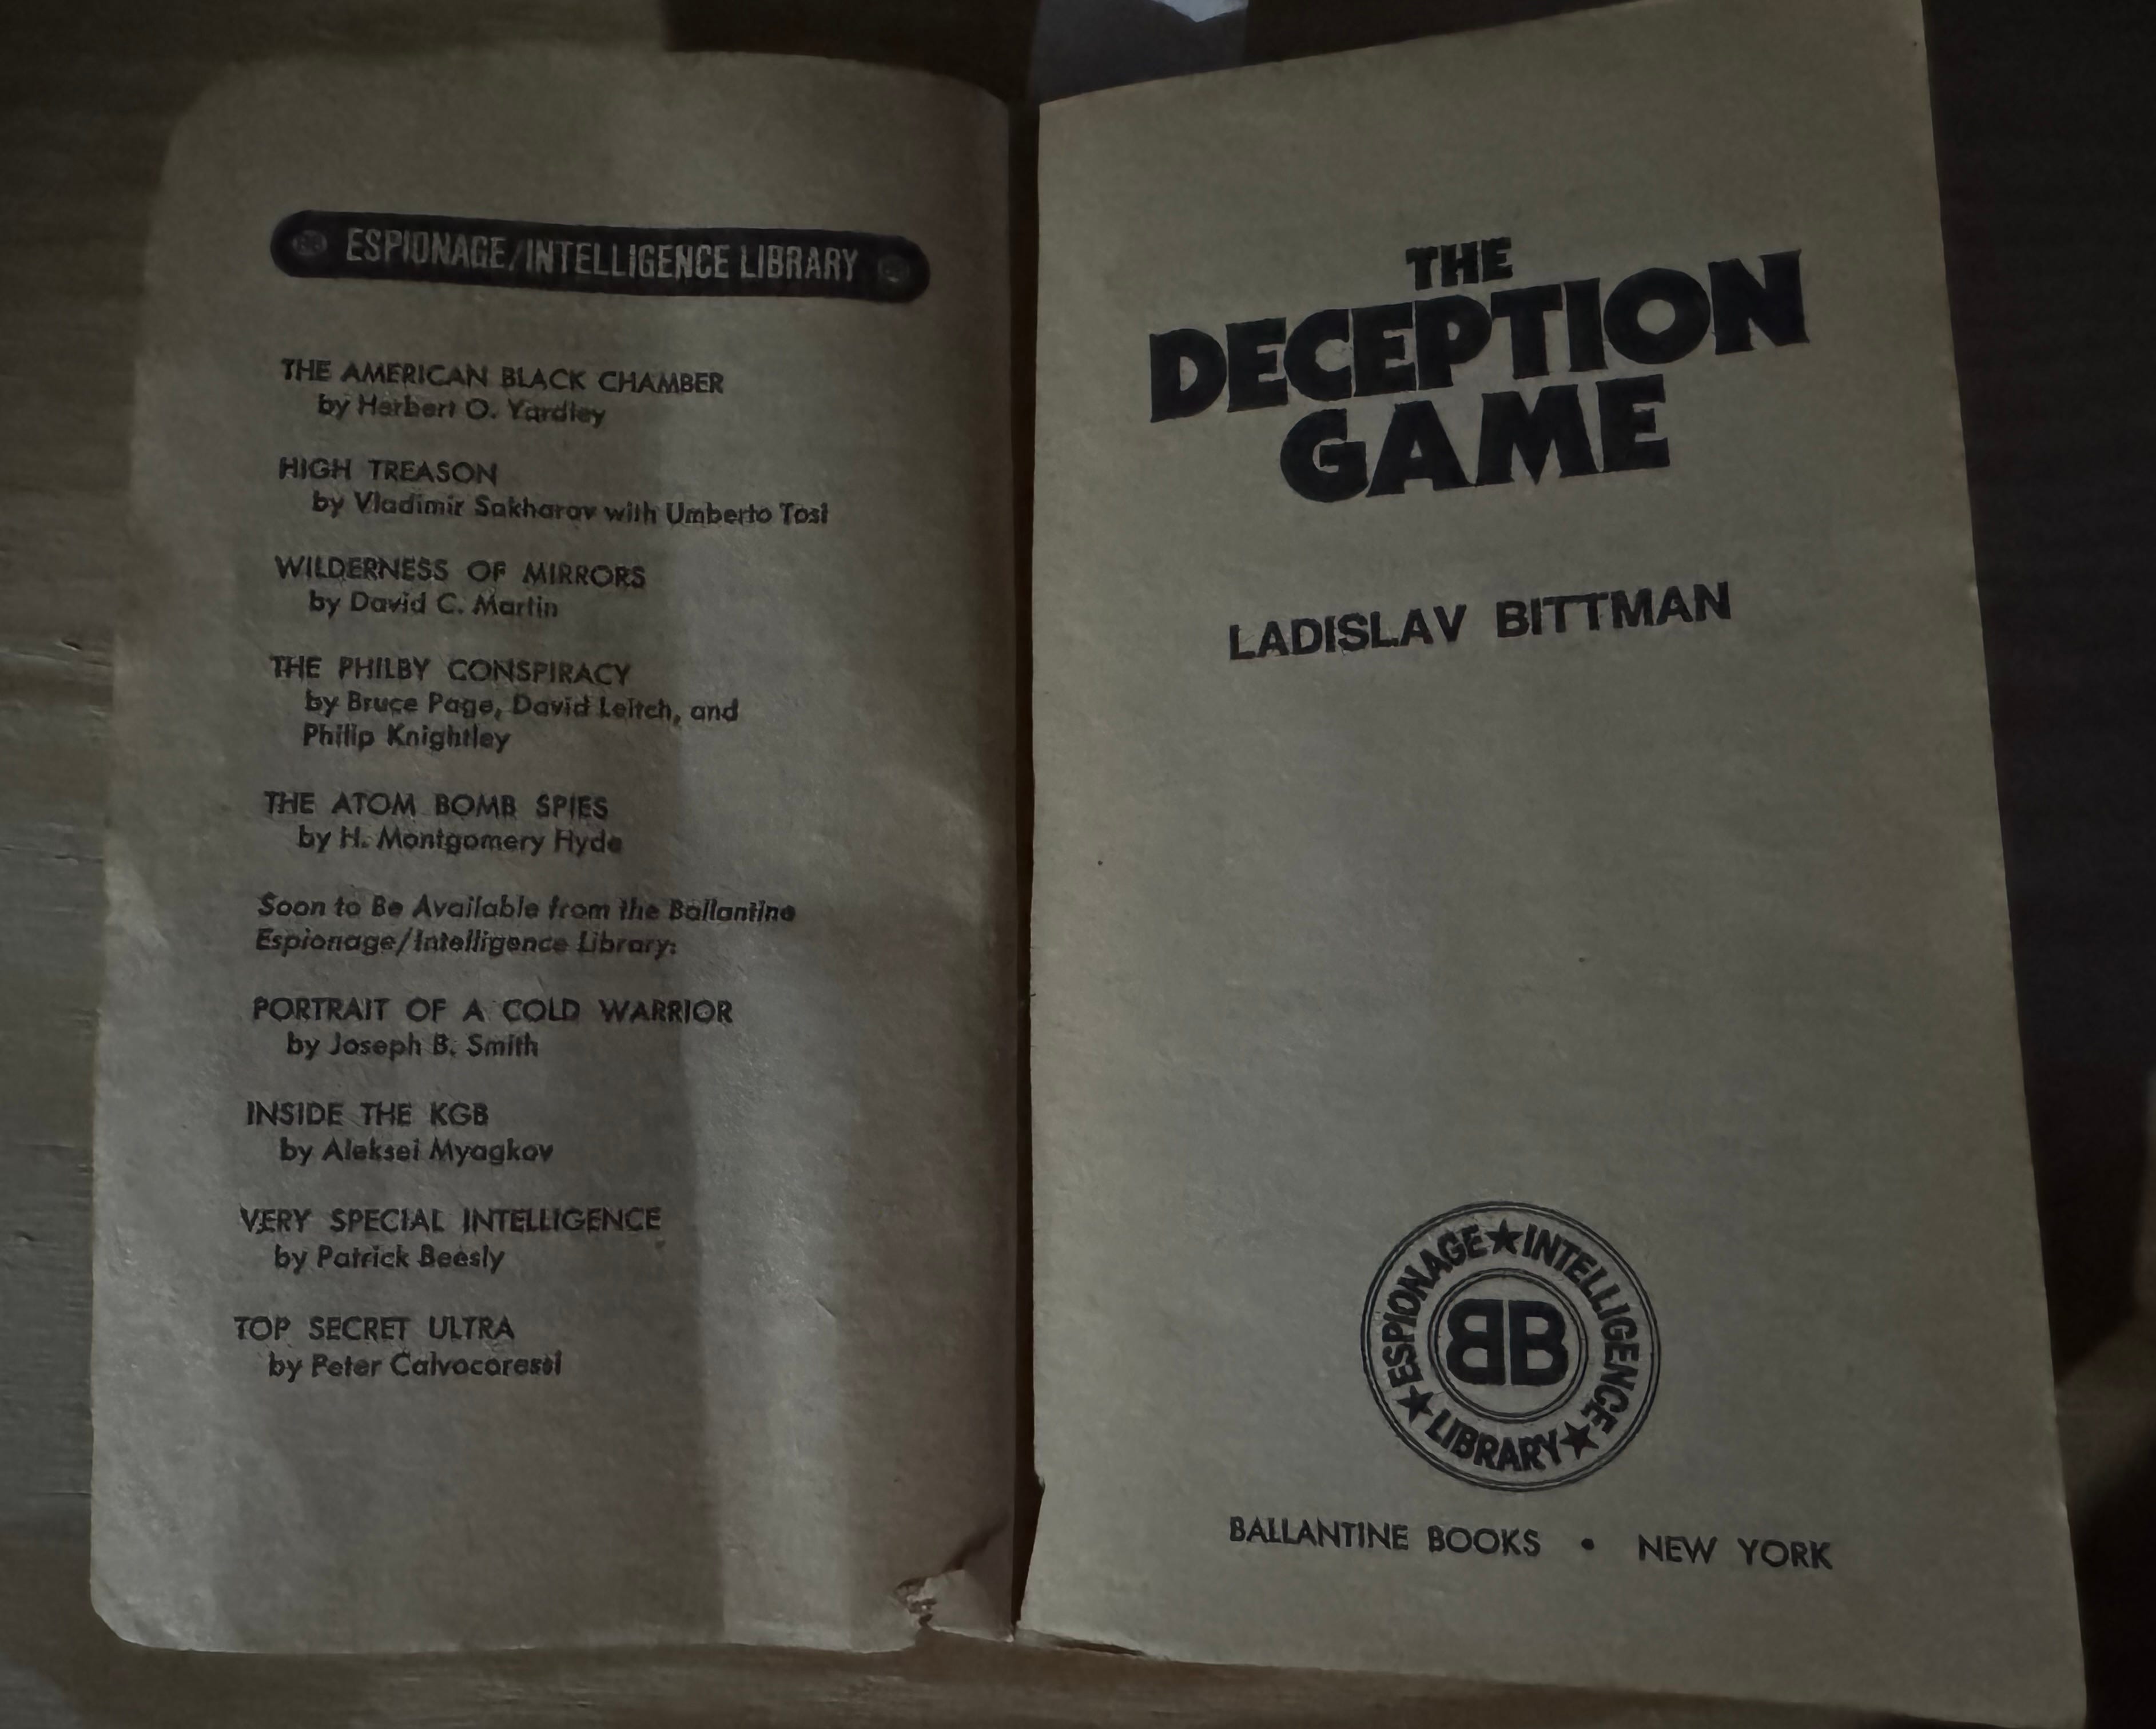 ESPIONAGE/INTELLIGENCE LIBRARY
THE AMERICAN BLACK CHAMBER
by Herbert O. Yardley
HIGH TREASON
by Vladimir Sakharov with Umberto Tosi
WILDERNESS OF MIRRORS
by David C. Martin
THE PHILBY CONSPIRACY
by Bruce Page, David Leitch, and
Philip Knightley
THE ATOM BOMB SPIES
by H. Montgomery Hyde
Soon to Be Available from the Ballantine
Espionage/Intelligence Library:
PORTRAIT OF A COLD WARRIOR
by Joseph B. Smith
INSIDE THE KGB
by Aleksei Myagkov
VERY SPECIAL INTELLIGENCE
by Patrick Beesly
TOP SECRET ULTRA
by Peter Calvocoressi
THE
DECEPTION
GAME
LADISLAV BITTMAN
ESPIONAGE★INTELLIGENCE★LIBRARY★
BB
BALLANTINE BOOKS • NEW YORK